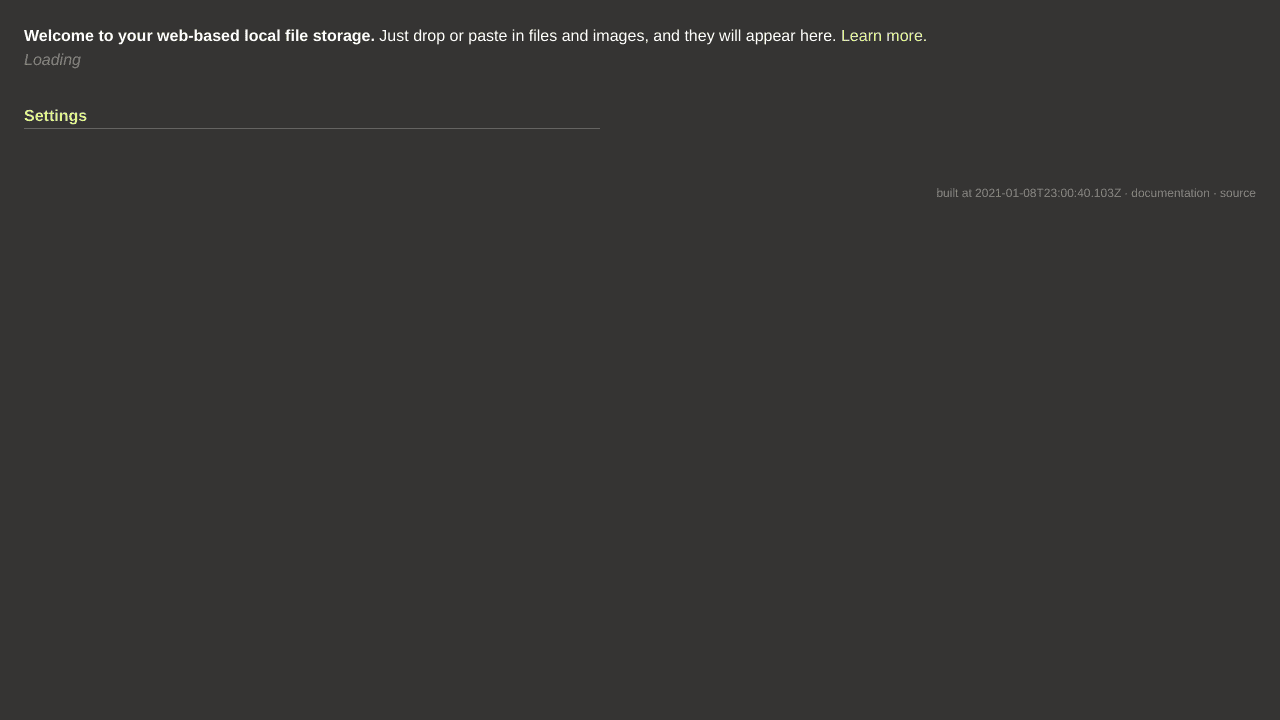 Welcome to your web-based local file storage. Just drop or paste in files and images, and they will appear here. Learn more.
Loading
Settings
built at 2021-01-08T23:00:40.103Z · documentation · source